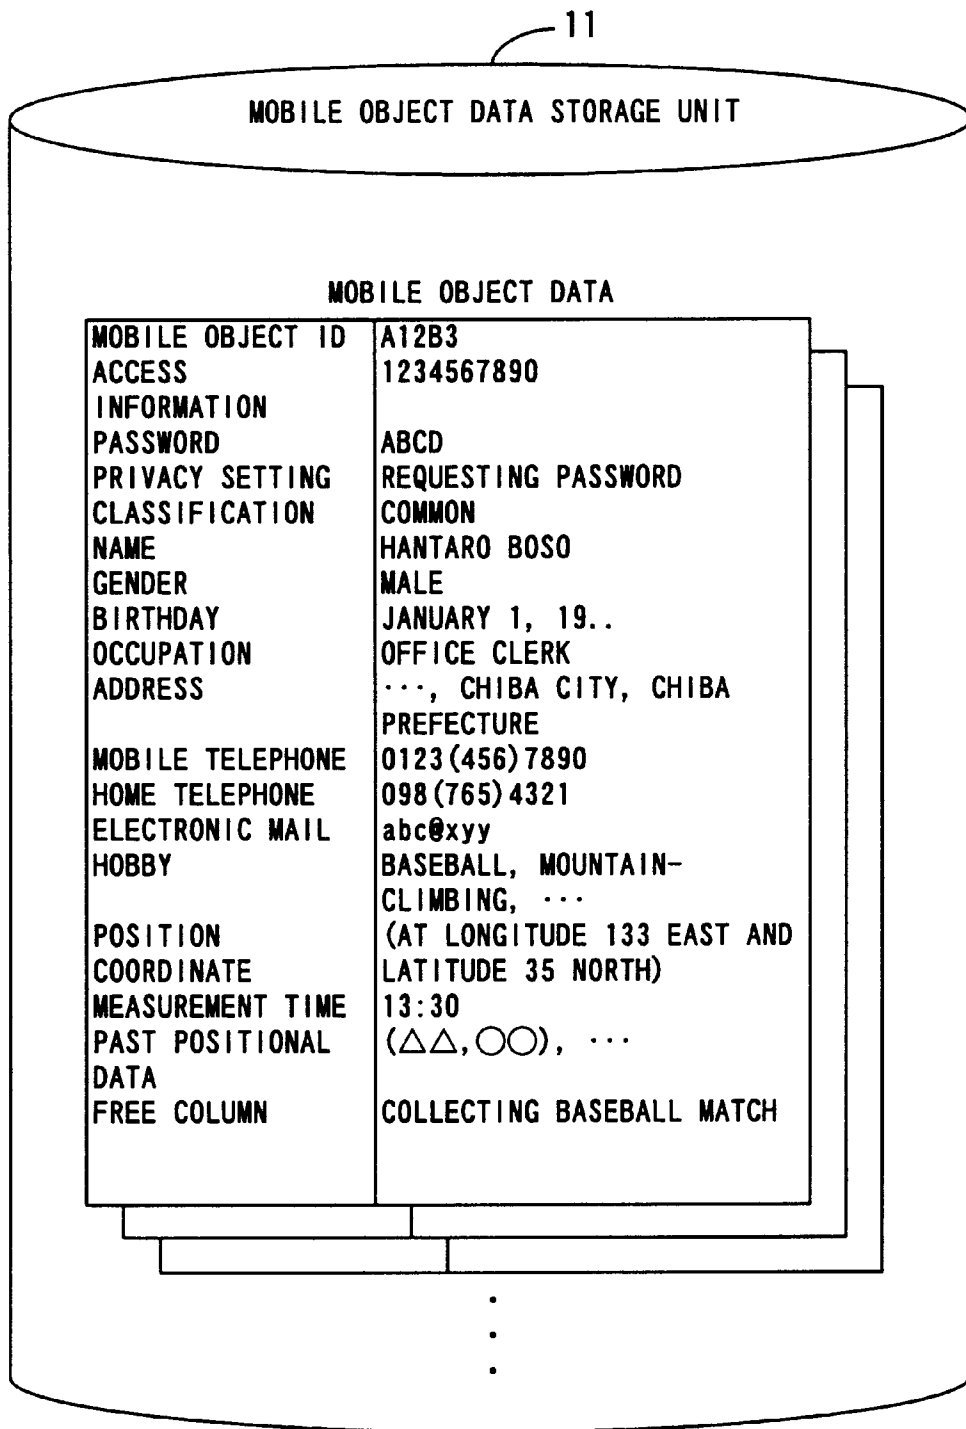 11
MOBILE OBJECT DATA STORAGE UNIT
MOBILE OBJECT DATA
MOBILE OBJECT ID A12B3
ACCESS 1234567890
INFORMATION
PASSWORD ABCD
PRIVACY SETTING REQUESTING PASSWORD
CLASSIFICATION COMMON
NAME HANTARO BOSO
GENDER MALE
BIRTHDAY JANUARY 1, 19..
OCCUPATION OFFICE CLERK
ADDRESS ···, CHIBA CITY, CHIBA
PREFECTURE
MOBILE TELEPHONE 0123(456)7890
HOME TELEPHONE 098(765)4321
ELECTRONIC MAIL abc@xyy
HOBBY BASEBALL, MOUNTAIN-
CLIMBING, ···
POSITION (AT LONGITUDE 133 EAST AND
COORDINATE LATITUDE 35 NORTH)
MEASUREMENT TIME 13:30
PAST POSITIONAL (△△,○○), ···
DATA
FREE COLUMN COLLECTING BASEBALL MATCH